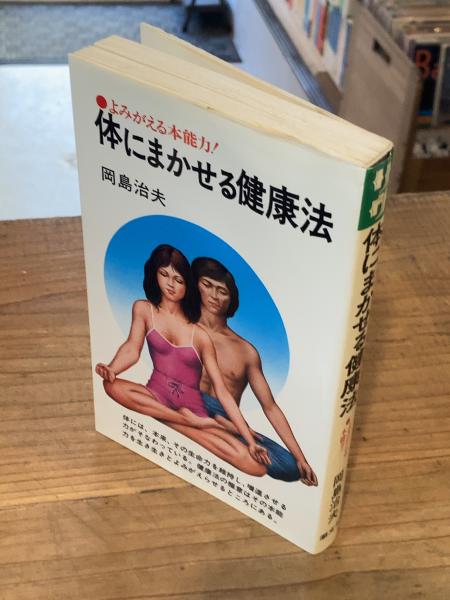 ●よみがえる本能力!
体にまかせる健康法
岡島治夫
体には、本来、その生命力を維持し、増進させる
力がそなわっている。健康法の極意はその本能
力を生き生きとよみがえらせるところにある。
体にまかせる健康法
岡島治夫